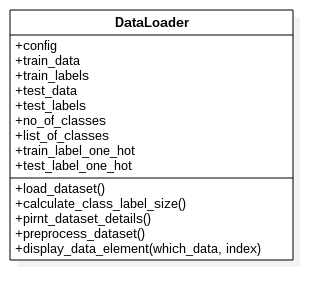 DataLoader
+config
+train_data
+train_labels
+test_data
+test_labels
+no_of_classes
+list_of_classes
+train_label_one_hot
+test_label_one_hot
+load_dataset()
+calculate_class_label_size()
+pirnt_dataset_details()
+preprocess_dataset()
+display_data_element(which_data, index)